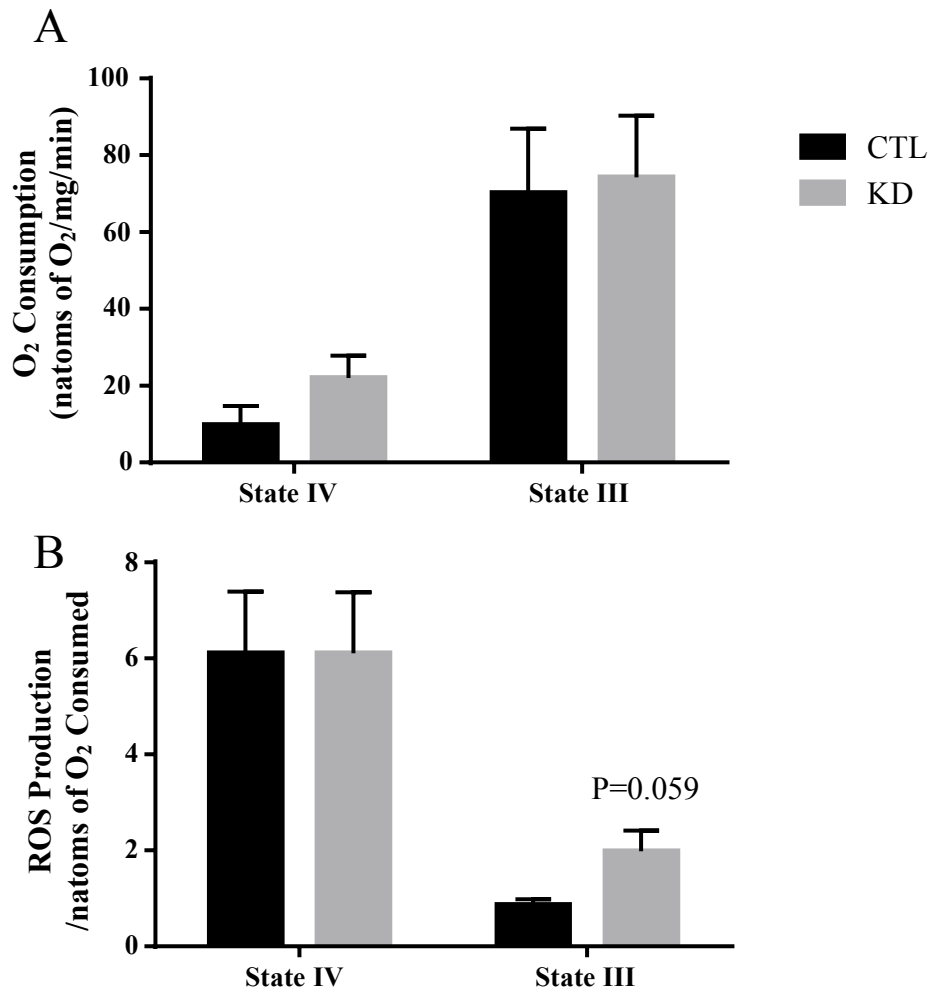 A
100
80
60
40
20
0
O₂ Consumption
(natoms of O₂/mg/min)
State IV
State III
CTL
KD
B
8
6
4
2
0
ROS Production
/natoms of O₂ Consumed
P=0.059
State IV
State III